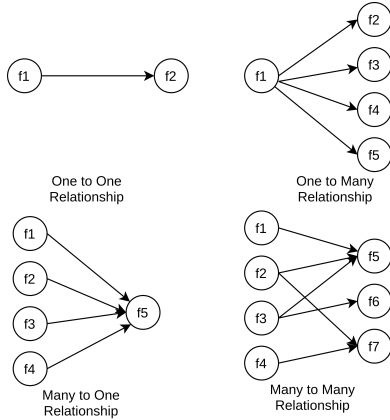 f1
f2
One to One
Relationship
f1
f2
f3
f4
f5
One to Many
Relationship
f1
f2
f3
f4
f5
Many to One
Relationship
f1
f2
f3
f4
f5
f6
f7
Many to Many
Relationship